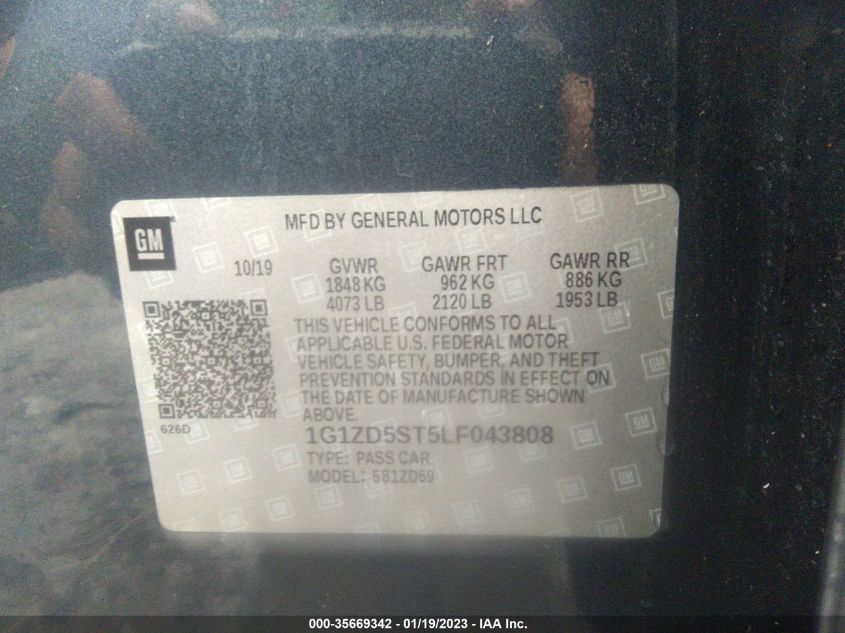 GM
MFD BY GENERAL MOTORS LLC
10/19 GVWR GAWR FRT GAWR RR
1848 KG 962 KG 886 KG
4073 LB 2120 LB 1953 LB
THIS VEHICLE CONFORMS TO ALL
APPLICABLE U.S. FEDERAL MOTOR
VEHICLE SAFETY, BUMPER, AND THEFT
PREVENTION STANDARDS IN EFFECT ON
THE DATE OF MANUFACTURE SHOWN
ABOVE.
626D
1G1ZD5ST5LF043808
TYPE: PASS CAR
MODEL: 581ZD69
000-35669342 - 01/19/2023 - IAA Inc.